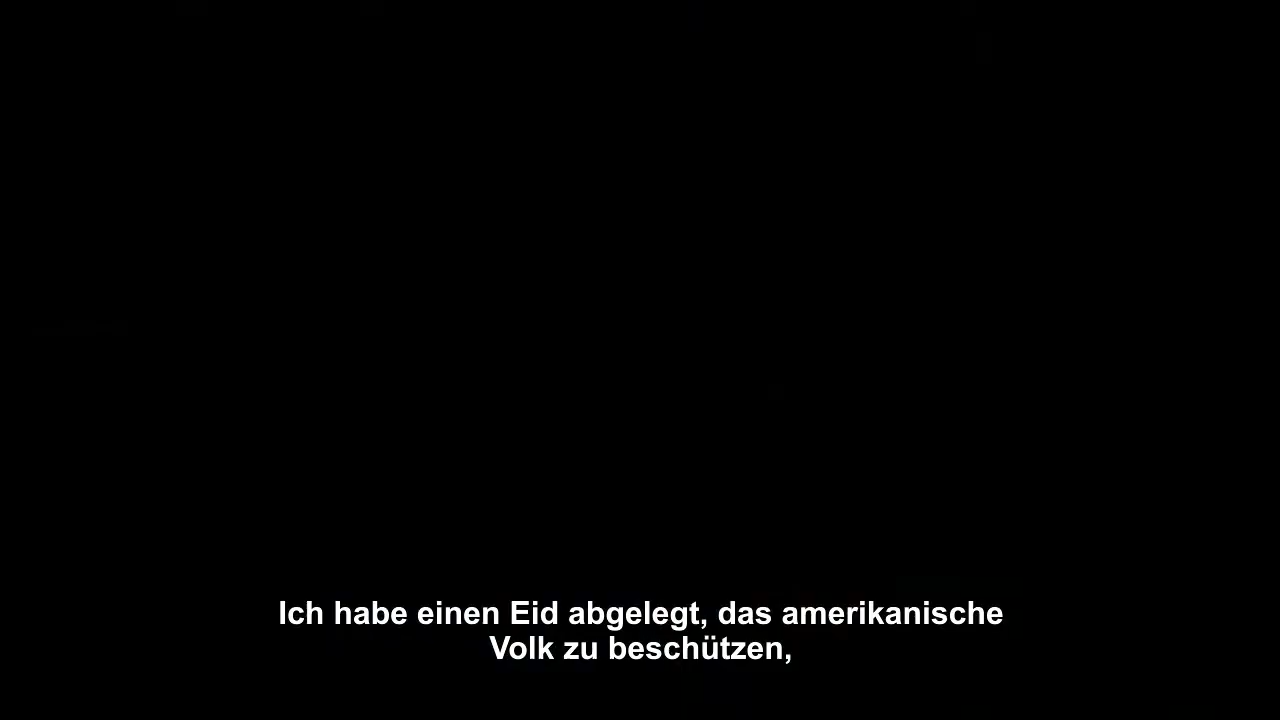 Ich habe einen Eid abgelegt, das amerikanische
Volk zu beschützen,